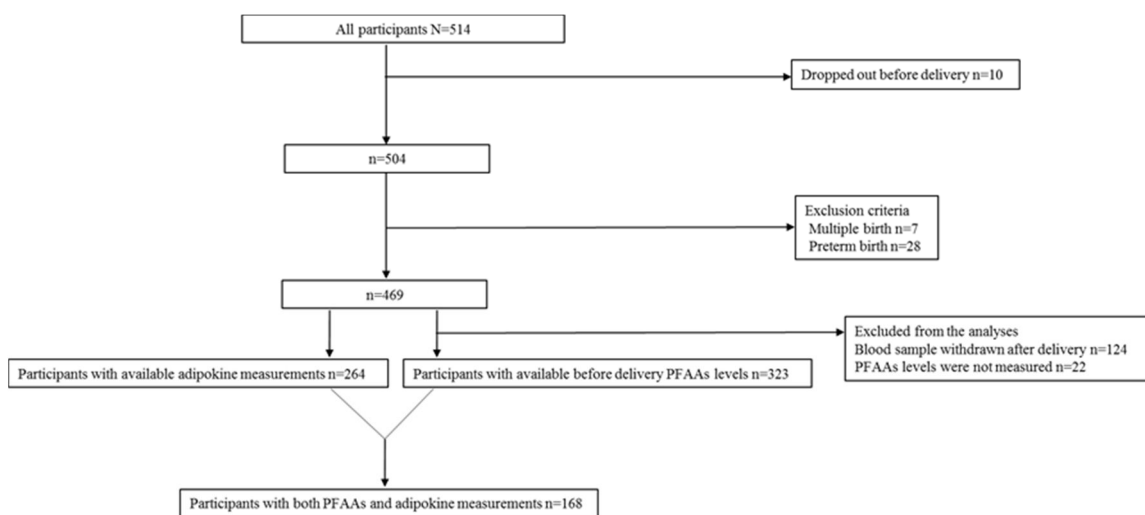 All participants N=514
Dropped out before delivery n=10
n=504
Exclusion criteria
Multiple birth n=7
Preterm birth n=28
n=469
Excluded from the analyses
Blood sample withdrawn after delivery n=124
PFAAs levels were not measured n=22
Participants with available adipokine measurements n=264
Participants with available before delivery PFAAs levels n=323
Participants with both PFAAs and adipokine measurements n=168